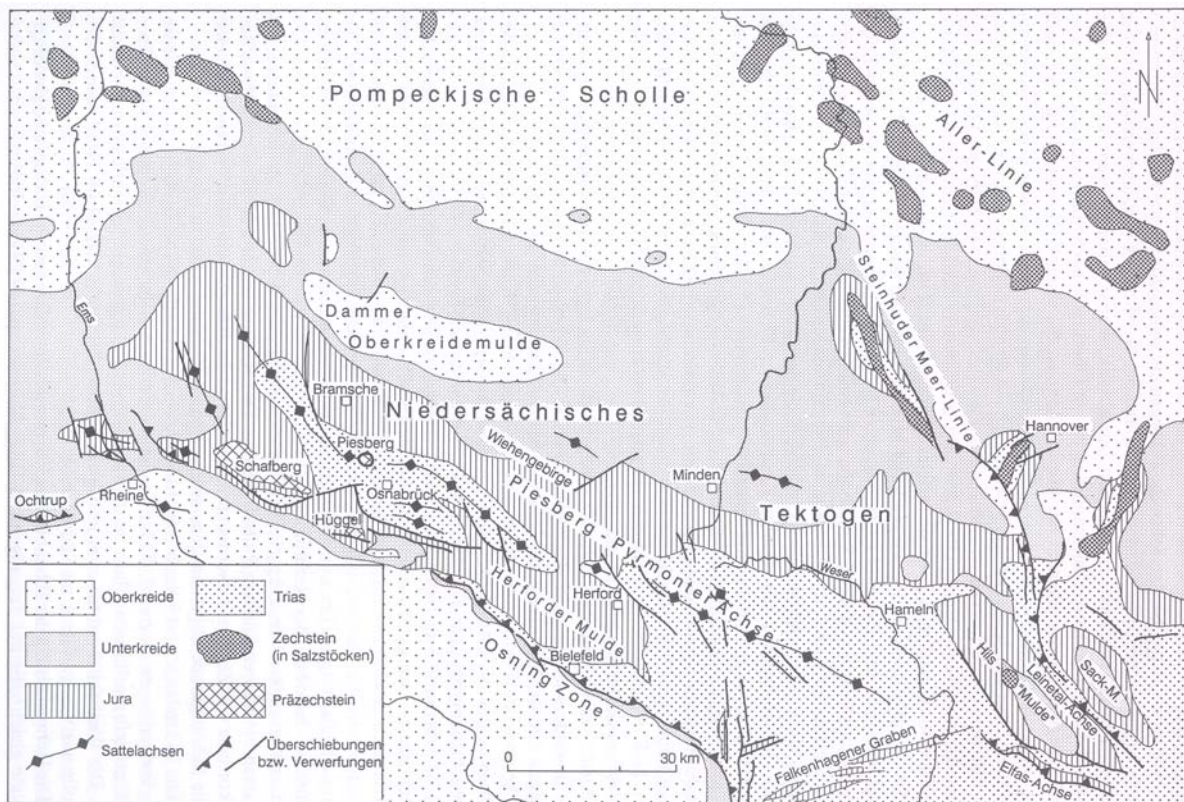 Pompeckjsche Scholle
N
Aller-Linie
Steinhuder Meer-Linie
Ems
Dammer
Oberkreidemulde
Bramsche
Niedersächisches
Hannover
Wiehengebirge
Piesberg
Schafberg
Minden
Piesberg-Pyrmonter Achse
Ochtrup
Rheine
Osnabrück
Tektogen
Hüggel
Weser
Herforder Mulde
Herford
Hameln
Osning Zone
Bielefeld
Hils-
"Mulde"
Leinetal-Achse
Sack-M.
Falkenhagener Graben
Elfas-Achse
0 30 km
Oberkreide
Unterkreide
Jura
Sattelachsen
Trias
Zechstein
(in Salzstöcken)
Präzechstein
Überschiebungen
bzw. Verwerfungen